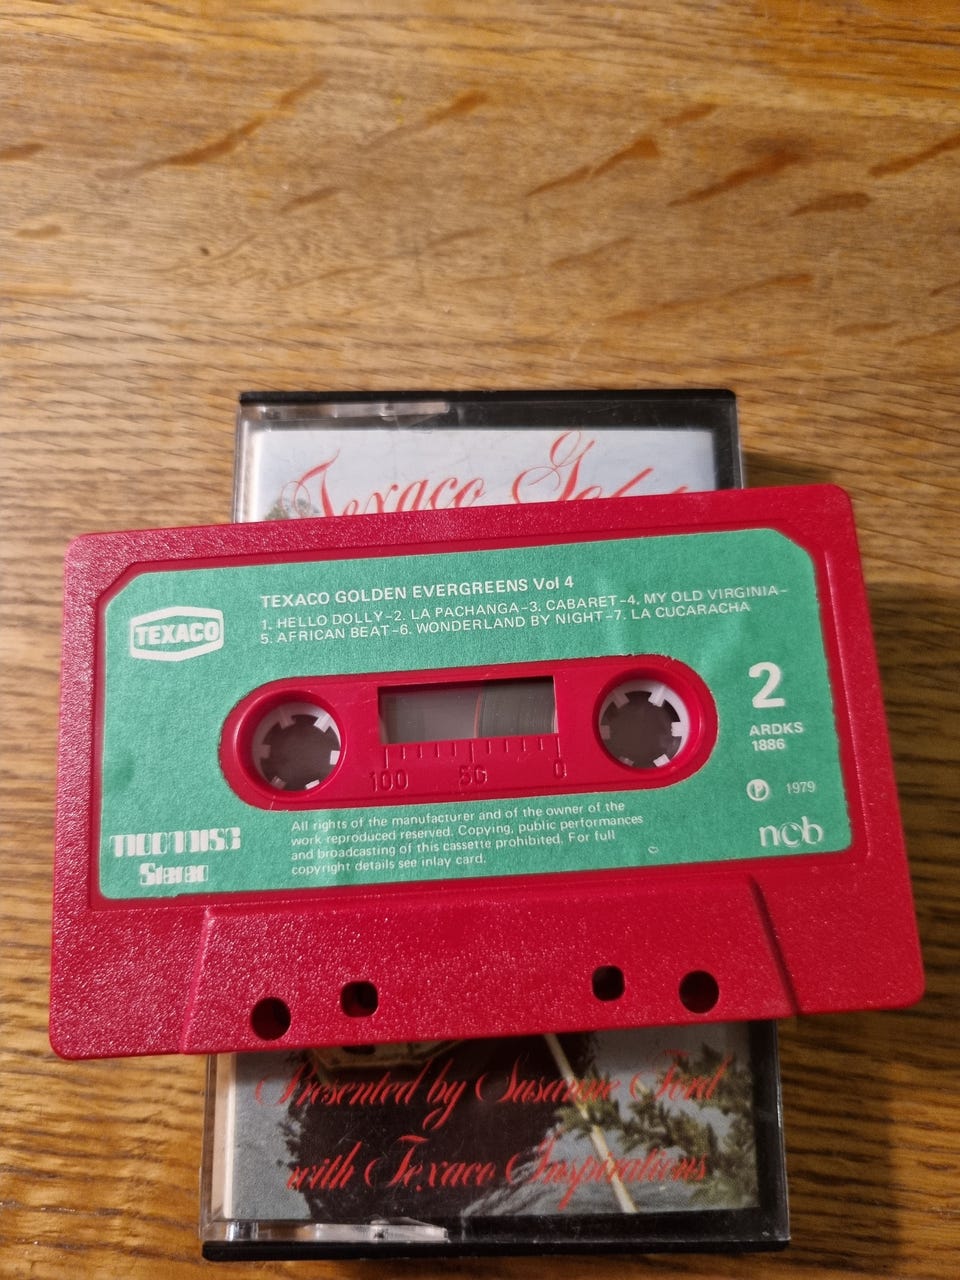 Texaco
TEXACO GOLDEN EVERGREENS Vol 4
1. HELLO DOLLY-2. LA PACHANGA-3. CABARET-4. MY OLD VIRGINIA-
5. AFRICAN BEAT-6. WONDERLAND BY NIGHT-7. LA CUCARACHA
TEXACO
2
ARDKS
1886
100 50 0
Ⓟ 1979
ncb
Stereo
All rights of the manufacturer and of the owner of the
work reproduced reserved. Copying, public performances
and broadcasting of this cassette prohibited. For full
copyright details see inlay card.
Presented by Susanne Ford
with Texaco Inspirations